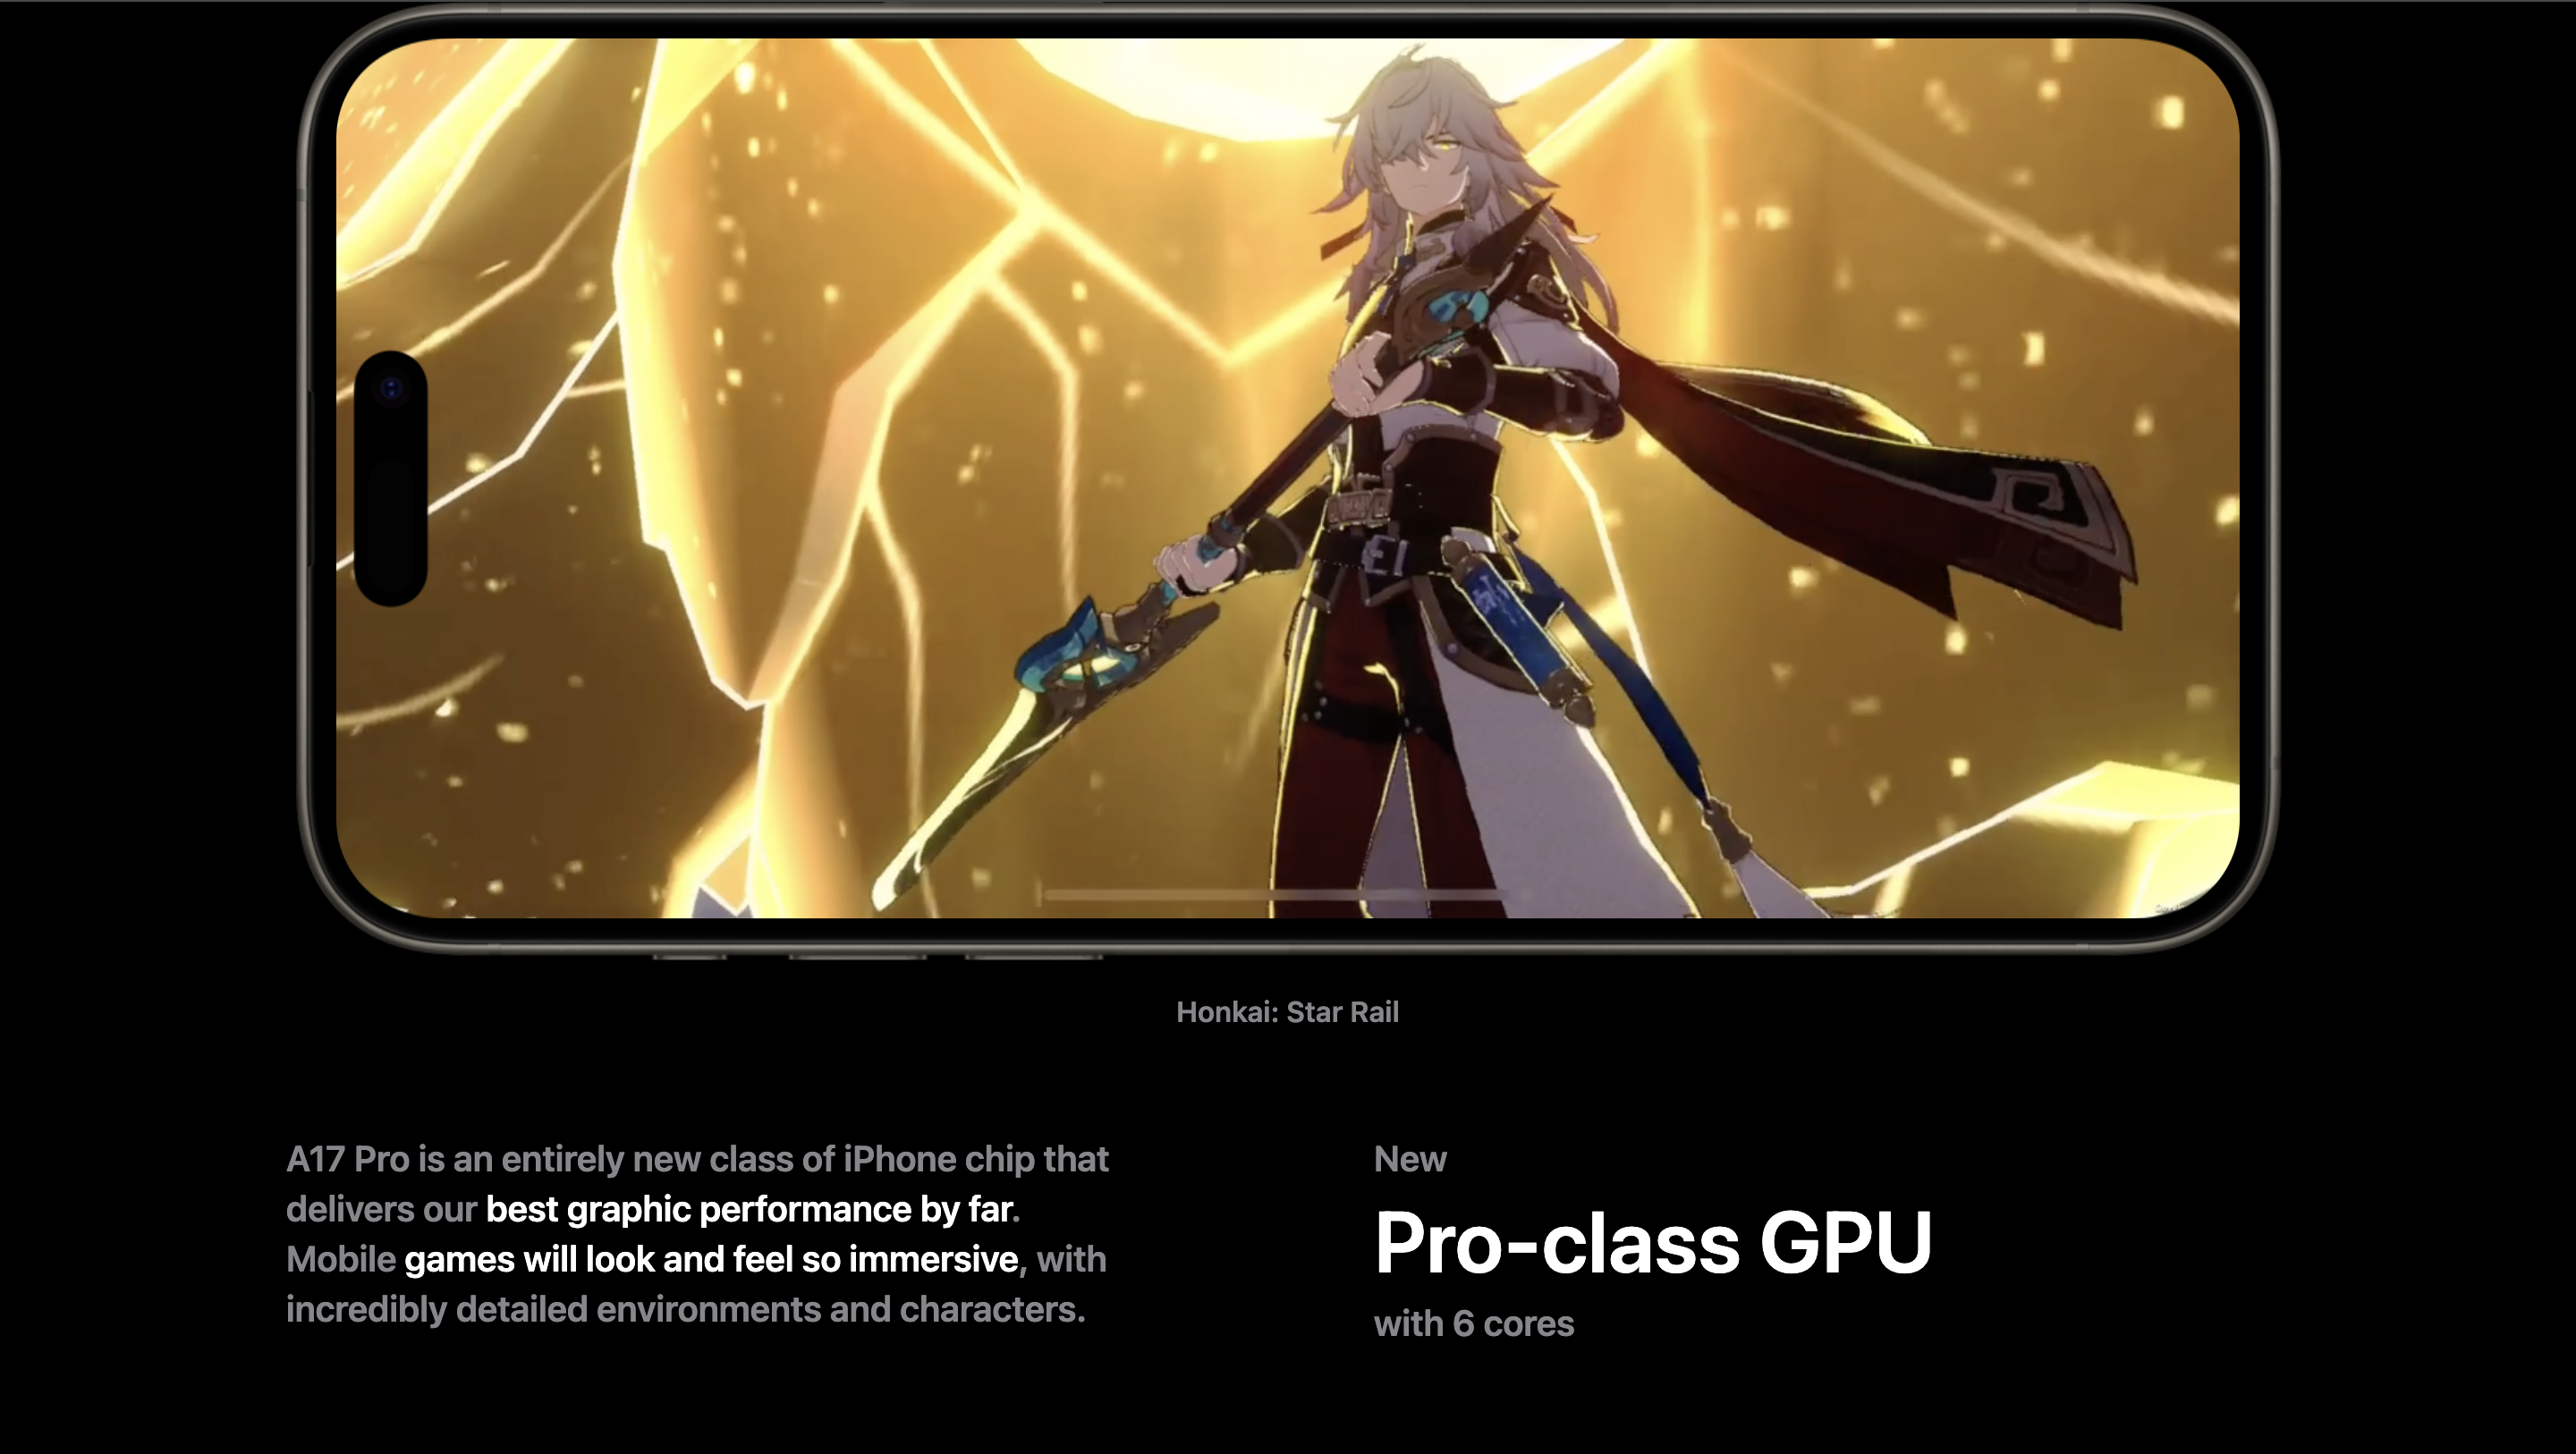 Honkai: Star Rail
A17 Pro is an entirely new class of iPhone chip that
delivers our best graphic performance by far.
Mobile games will look and feel so immersive, with
incredibly detailed environments and characters.
New
Pro-class GPU
with 6 cores